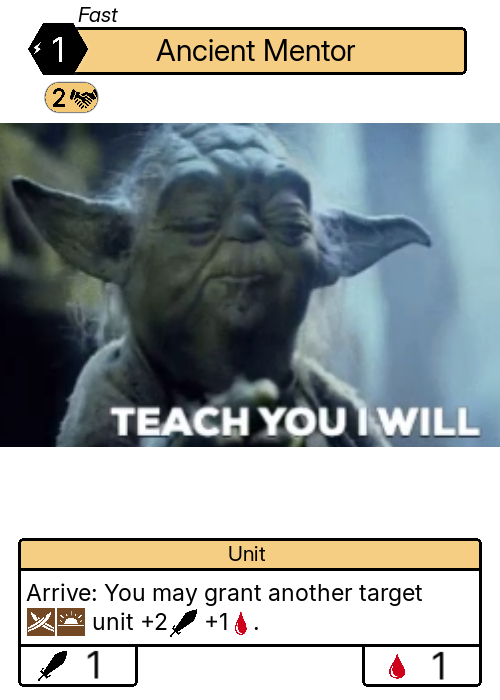 Fast
1 Ancient Mentor
2
TEACH YOU I WILL
Unit
Arrive: You may grant another target
unit +2 +1 .
1 1